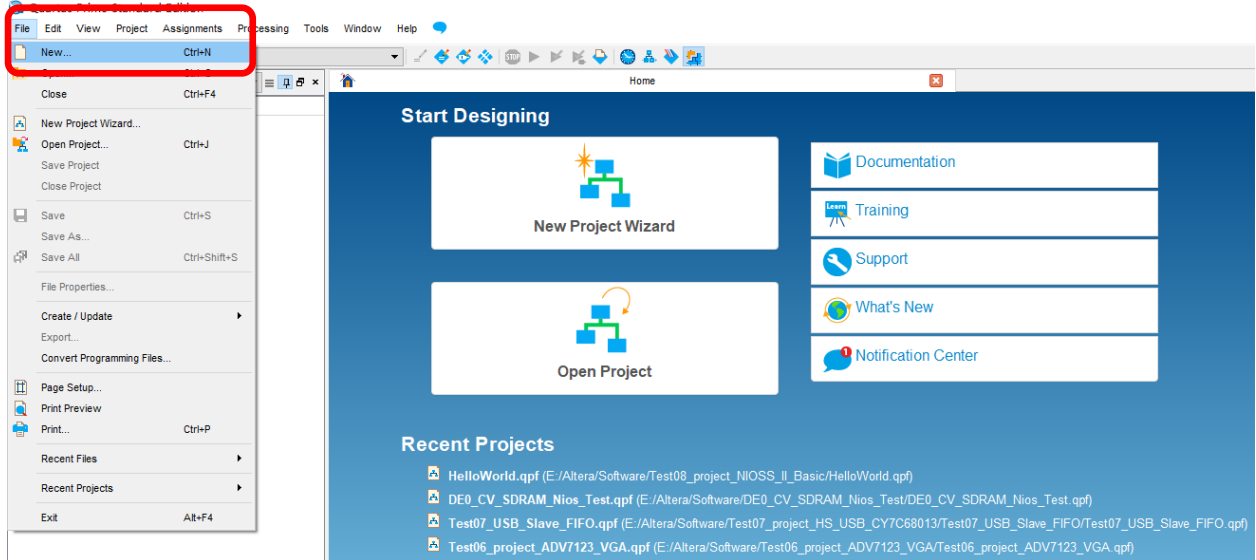 File Edit View Project Assignments Processing Tools Window Help
New... Ctrl+N
Home
Close Ctrl+F4
New Project Wizard...
Open Project... Ctrl+J
Save Project
Close Project
Save Ctrl+S
Save As...
Save All Ctrl+Shift+S
File Properties...
Create / Update
Export...
Convert Programming Files...
Page Setup...
Print Preview
Print... Ctrl+P
Recent Files
Recent Projects
Exit Alt+F4
Start Designing
New Project Wizard
Open Project
Documentation
Learn
Training
Support
What's New
1
Notification Center
Recent Projects
HelloWorld.qpf (E:/Altera/Software/Test08_project_NIOSS_II_Basic/HelloWorld.qpf)
DE0_CV_SDRAM_Nios_Test.qpf (E:/Altera/Software/DE0_CV_SDRAM_Nios_Test/DE0_CV_SDRAM_Nios_Test.qpf)
Test07_USB_Slave_FIFO.qpf (E:/Altera/Software/Test07_project_HS_USB_CY7C68013/Test07_USB_Slave_FIFO/Test07_USB_Slave_FIFO.qpf)
Test06_project_ADV7123_VGA.qpf (E:/Altera/Software/Test06_project_ADV7123_VGA/Test06_project_ADV7123_VGA.qpf)